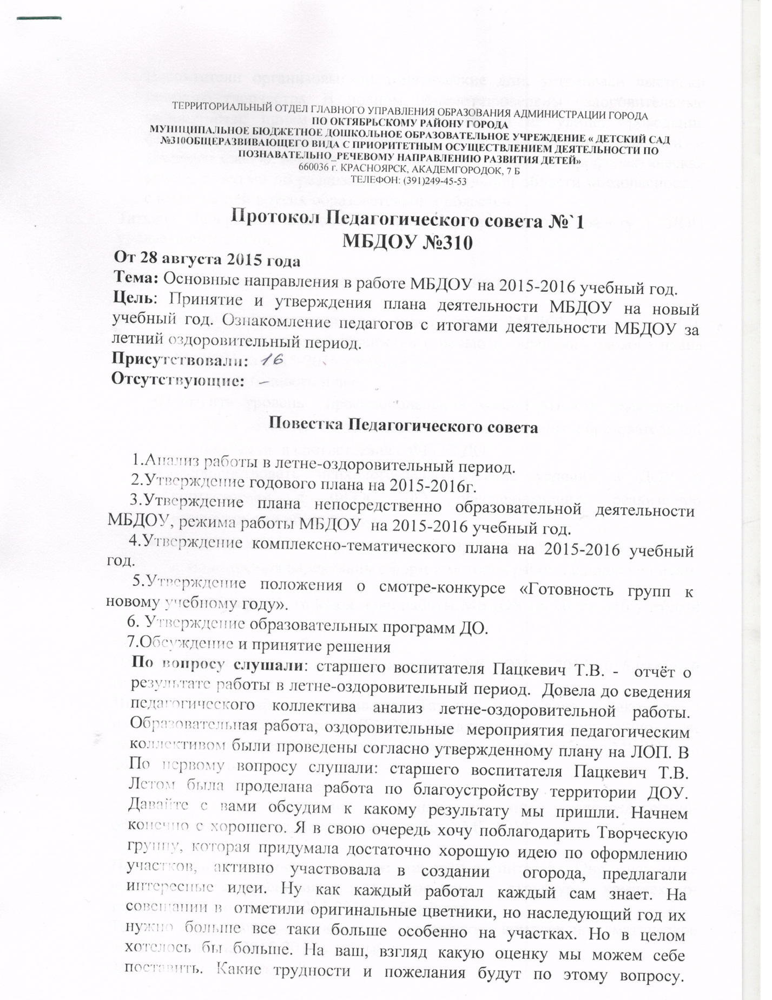 ТЕРРИТОРИАЛЬНЫЙ ОТДЕЛ ГЛАВНОГО УПРАВЛЕНИЯ ОБРАЗОВАНИЯ АДМИНИСТРАЦИИ ГОРОДА
ПО ОКТЯБРЬСКОМУ РАЙОНУ ГОРОДА
МУНИЦИПАЛЬНОЕ БЮДЖЕТНОЕ ДОШКОЛЬНОЕ ОБРАЗОВАТЕЛЬНОЕ УЧРЕЖДЕНИЕ « ДЕТСКИЙ САД
№310ОБЩЕРАЗВИВАЮЩЕГО ВИДА С ПРИОРИТЕТНЫМ ОСУЩЕСТВЛЕНИЕМ ДЕЯТЕЛЬНОСТИ ПО
ПОЗНАВАТЕЛЬНО_РЕЧЕВОМУ НАПРАВЛЕНИЮ РАЗВИТИЯ ДЕТЕЙ»
660036 г. КРАСНОЯРСК, АКАДЕМГОРОДОК, 7 Б
ТЕЛЕФОН: (391)249-45-53
Протокол Педагогического совета №`1
МБДОУ №310
От 28 августа 2015 года
Тема: Основные направления в работе МБДОУ на 2015-2016 учебный год.
Цель: Принятие и утверждения плана деятельности МБДОУ на новый
учебный год. Ознакомление педагогов с итогами деятельности МБДОУ за
летний оздоровительный период.
Присутствовали: 16
Отсутствующие: –
Повестка Педагогического совета
1.Анализ работы в летне-оздоровительный период.
2.Утверждение годового плана на 2015-2016г.
3.Утверждение плана непосредственно образовательной деятельности
МБДОУ, режима работы МБДОУ на 2015-2016 учебный год.
4.Утверждение комплексно-тематического плана на 2015-2016 учебный
год.
5.Утверждение положения о смотре-конкурсе «Готовность групп к
новому учебному году».
6. Утверждение образовательных программ ДО.
7.Обсуждение и принятие решения
По вопросу слушали: старшего воспитателя Пацкевич Т.В. - отчёт о
результате работы в летне-оздоровительный период. Довела до сведения
педагогического коллектива анализ летне-оздоровительной работы.
Образовательная работа, оздоровительные мероприятия педагогическим
коллективом были проведены согласно утвержденному плану на ЛОП. В
По первому вопросу слушали: старшего воспитателя Пацкевич Т.В.
Летом была проделана работа по благоустройству территории ДОУ.
Давайте с вами обсудим к какому результату мы пришли. Начнем
конечно с хорошего. Я в свою очередь хочу поблагодарить Творческую
группу, которая придумала достаточно хорошую идею по оформлению
участков, активно участвовала в создании огорода, предлагали
интересные идеи. Ну как каждый работал каждый сам знает. На
совещании в отметили оригинальные цветники, но наследующий год их
нужно больше все таки больше особенно на участках. Но в целом
хотелось бы больше. На ваш, взгляд какую оценку мы можем себе
поставить. Какие трудности и пожелания будут по этому вопросу.